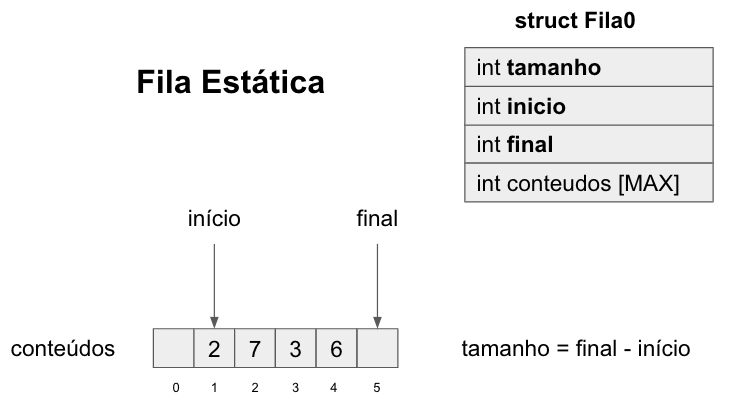 struct Fila0
Fila Estática
int tamanho
int inicio
int final
int conteudos [MAX]
início final
conteúdos 2 7 3 6 tamanho = final - início
0 1 2 3 4 5